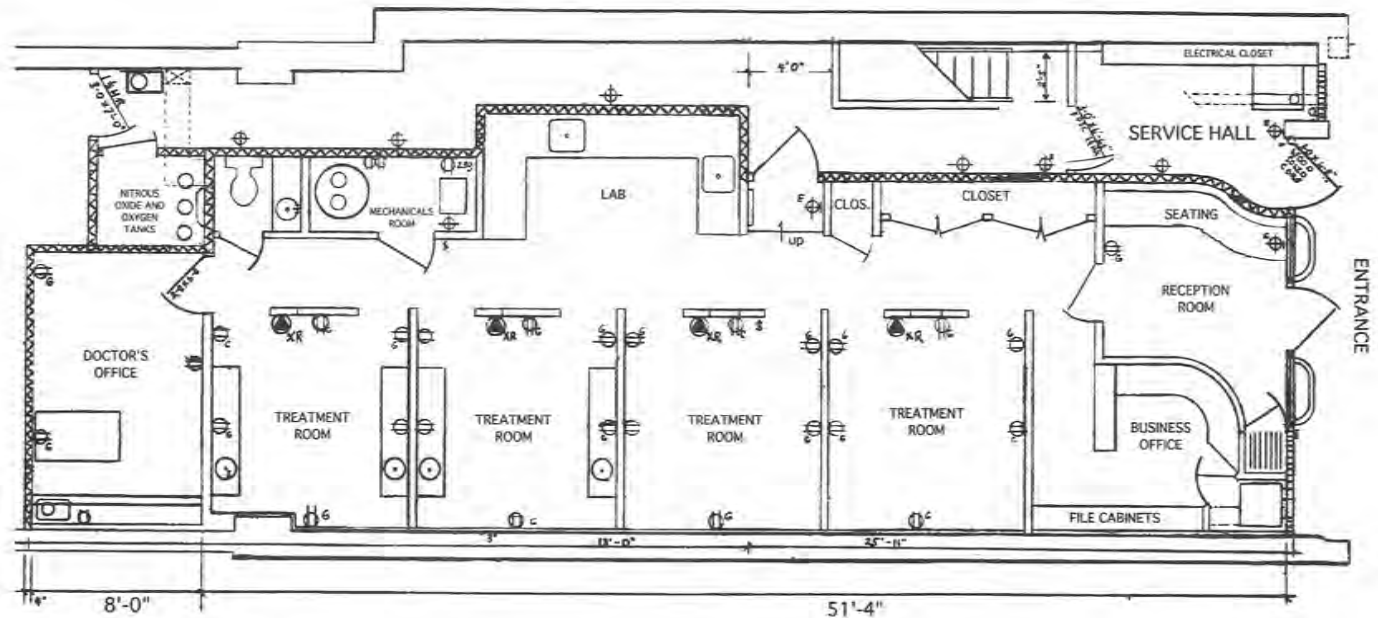 ELECTRICAL CLOSET
4'0"
SERVICE HALL
NITROUS
OXIDE AND
OXYGEN
TANKS
MECHANICALS
ROOM
LAB
E
UP
CLOS.
CLOSET
SEATING
RECEPTION
ROOM
ENTRANCE
DOCTOR'S
OFFICE
XR
XR
XR
XR
TREATMENT
ROOM
TREATMENT
ROOM
TREATMENT
ROOM
TREATMENT
ROOM
BUSINESS
OFFICE
G
G
FILE CABINETS
3"
13'-0"
25'-11"
4"
8'-0"
51'-4"